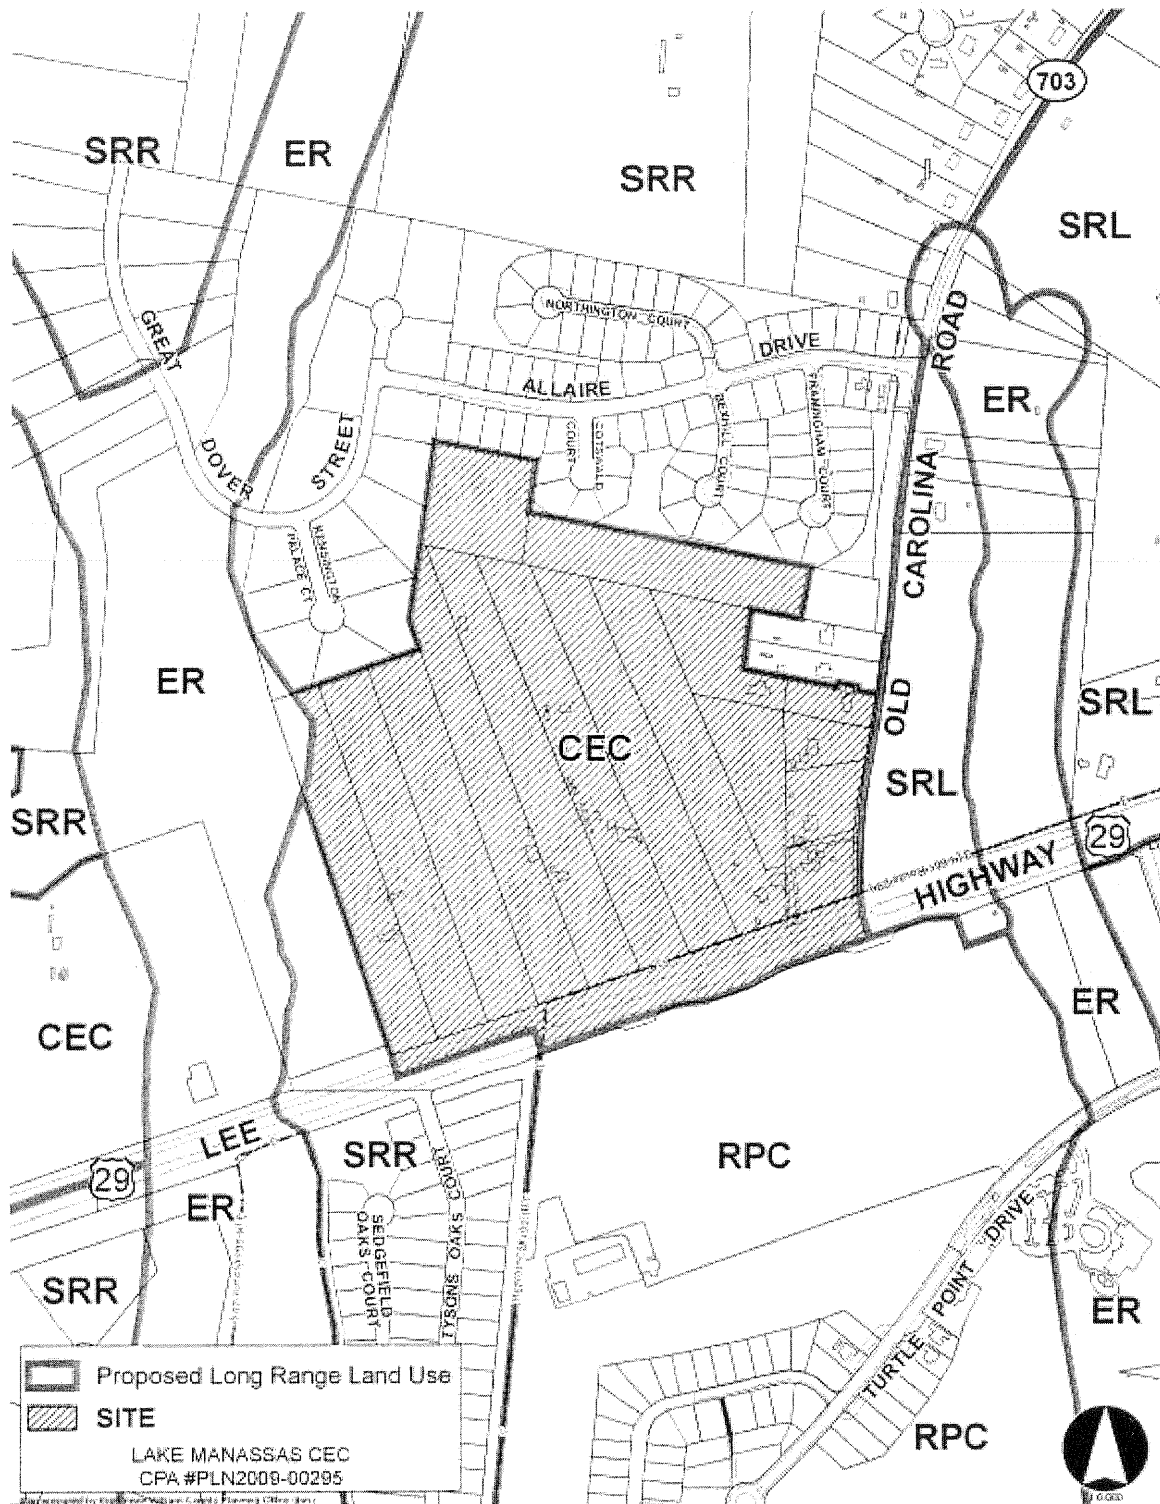 703
SRR
ER
SRR
SRL
NORTHINGTON COURT
GREAT
ROAD
DRIVE
ALLAIRE
ER
DOVER
STREET
COURT
BEXHILL COURT
FRAMINGHAM COURT
CAROLINA
KENSINGTON
PALACE CT
ER
OLD
SRL
CEC
SRL
SRR
29
HIGHWAY
CEC
ER
LEE
SRR
RPC
29
ER
SEDGEFIELD
OAKS COURT
TYSONS OAKS COURT
TURTLE POINT DRIVE
SRR
ER
RPC
Proposed Long Range Land Use
SITE
LAKE MANASSAS CEC
CPA #PLN2009-00295